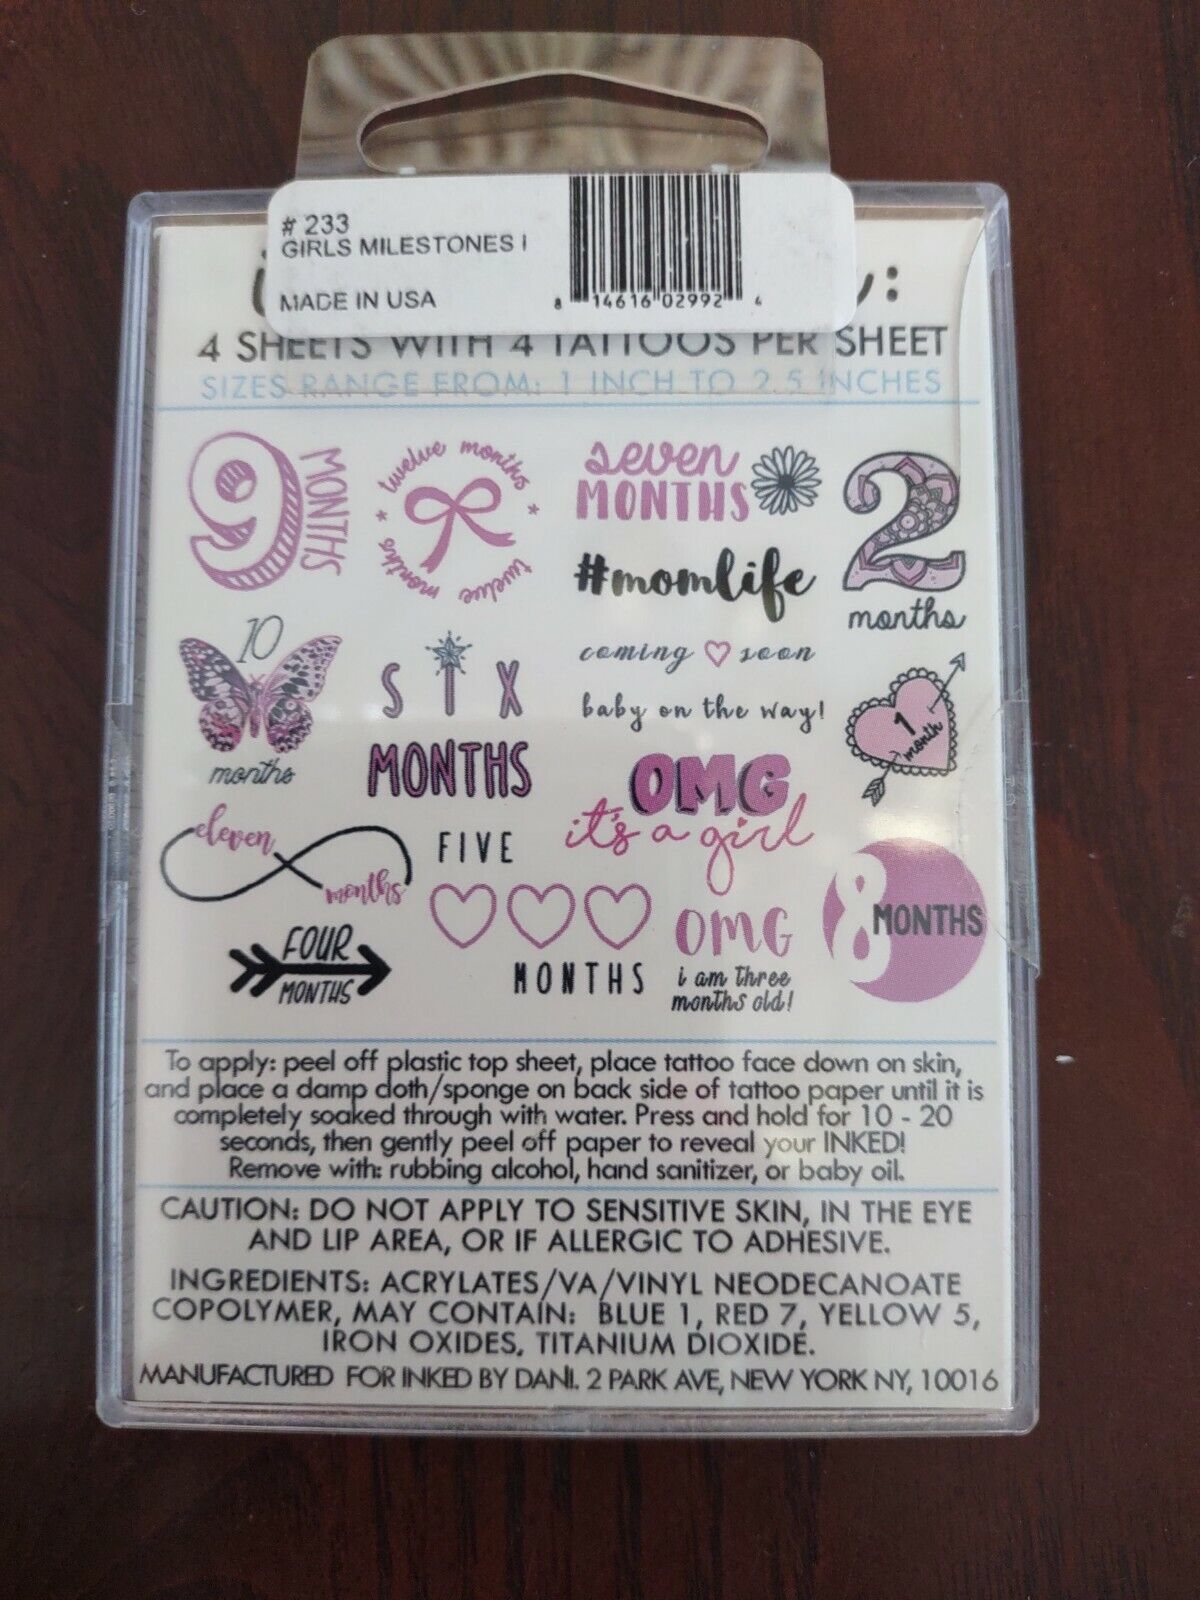 # 233
GIRLS MILESTONES I
MADE IN USA
8 14616 02992 4
4 SHEETS WITH 4 TATTOOS PER SHEET
SIZES RANGE FROM: 1 INCH TO 2.5 INCHES
9 MONTHS
twelve months
twelve months
seven
MONTHS
2
months
#momlife
10
months
SIX
MONTHS
coming soon
baby on the way!
1
month
OMG
it's a girl
eleven
months
FIVE
MONTHS
8
MONTHS
FOUR
MONTHS
OMG
i am three
months old!
To apply: peel off plastic top sheet, place tattoo face down on skin,
and place a damp cloth/sponge on back side of tattoo paper until it is
completely soaked through with water. Press and hold for 10 - 20
seconds, then gently peel off paper to reveal your INKED!
Remove with: rubbing alcohol, hand sanitizer, or baby oil.
CAUTION: DO NOT APPLY TO SENSITIVE SKIN, IN THE EYE
AND LIP AREA, OR IF ALLERGIC TO ADHESIVE.
INGREDIENTS: ACRYLATES/VA/VINYL NEODECANOATE
COPOLYMER, MAY CONTAIN: BLUE 1, RED 7, YELLOW 5,
IRON OXIDES, TITANIUM DIOXIDE.
MANUFACTURED FOR INKED BY DANI. 2 PARK AVE, NEW YORK NY, 10016